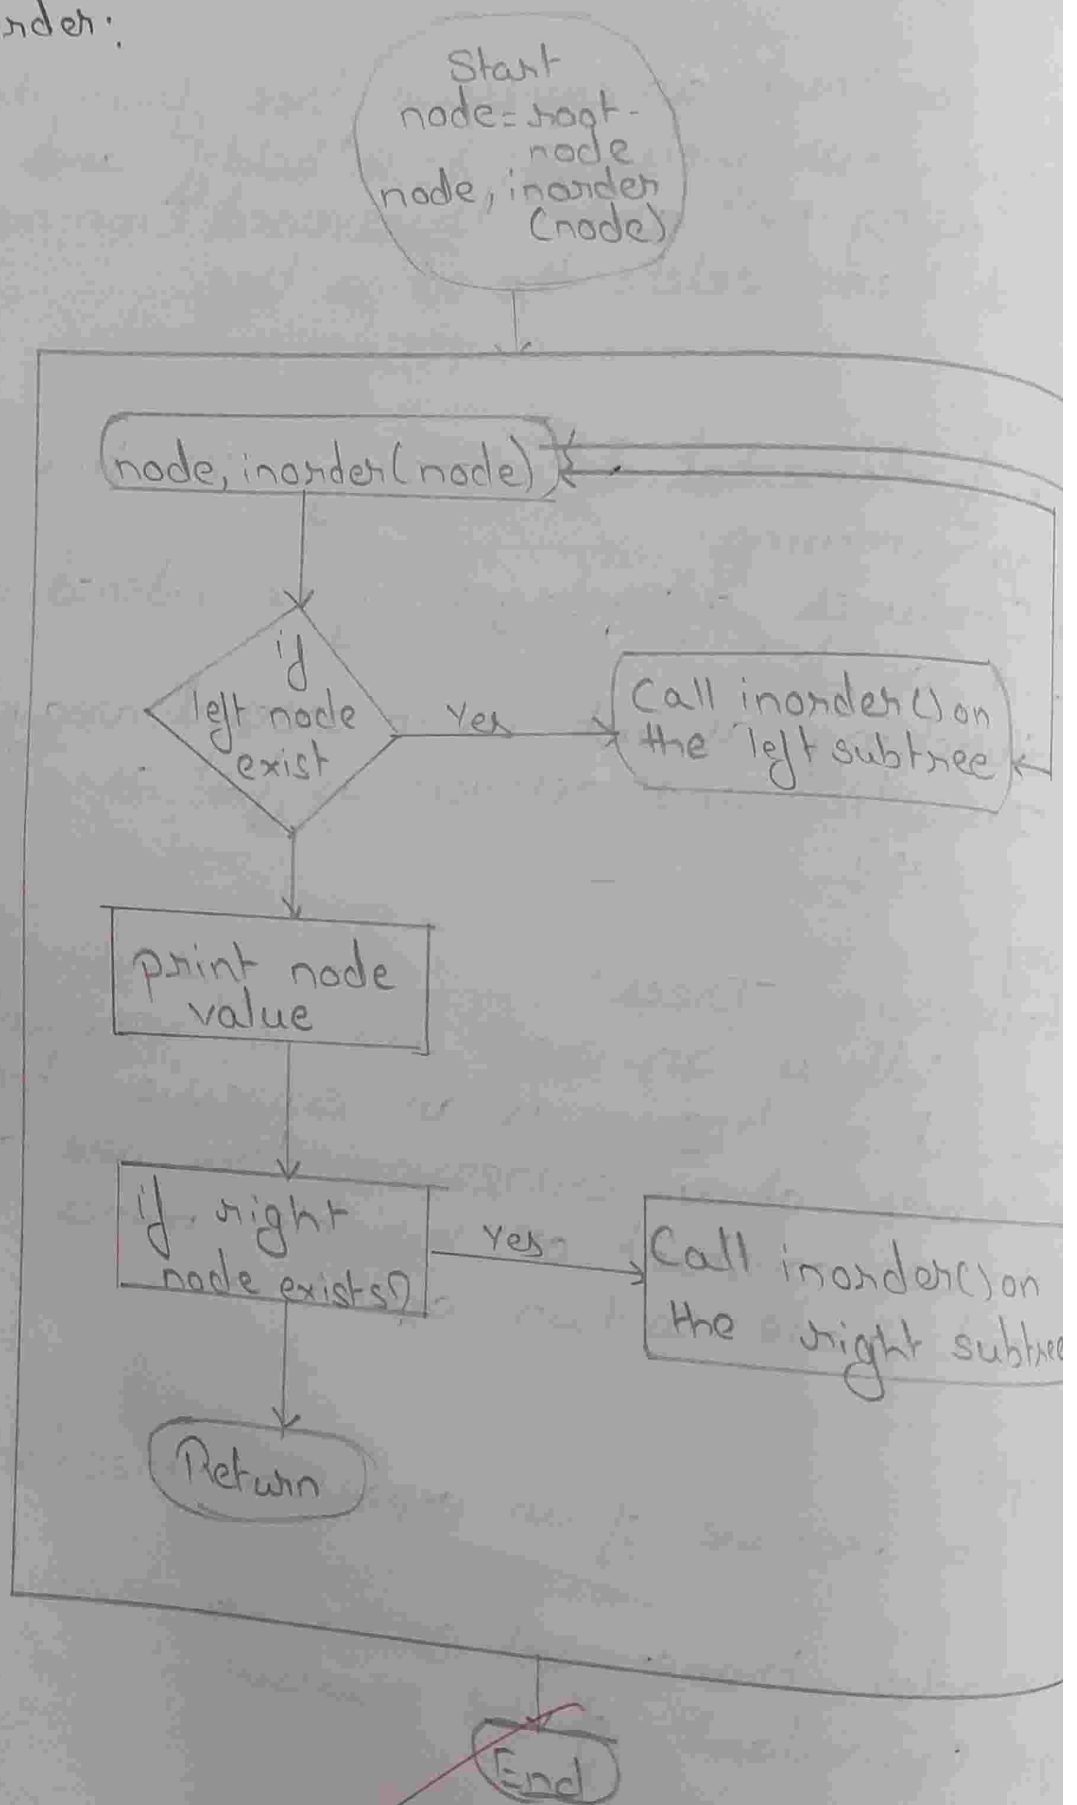 rder:
Start
node=root-
node
node, inorder
(node)
node, inorder(node)
if
left node
exist
Yes
Call inorder() on
the left subtree
print node
value
if right
node exists?
Yes
Call inorder() on
the right subtree
Return
End